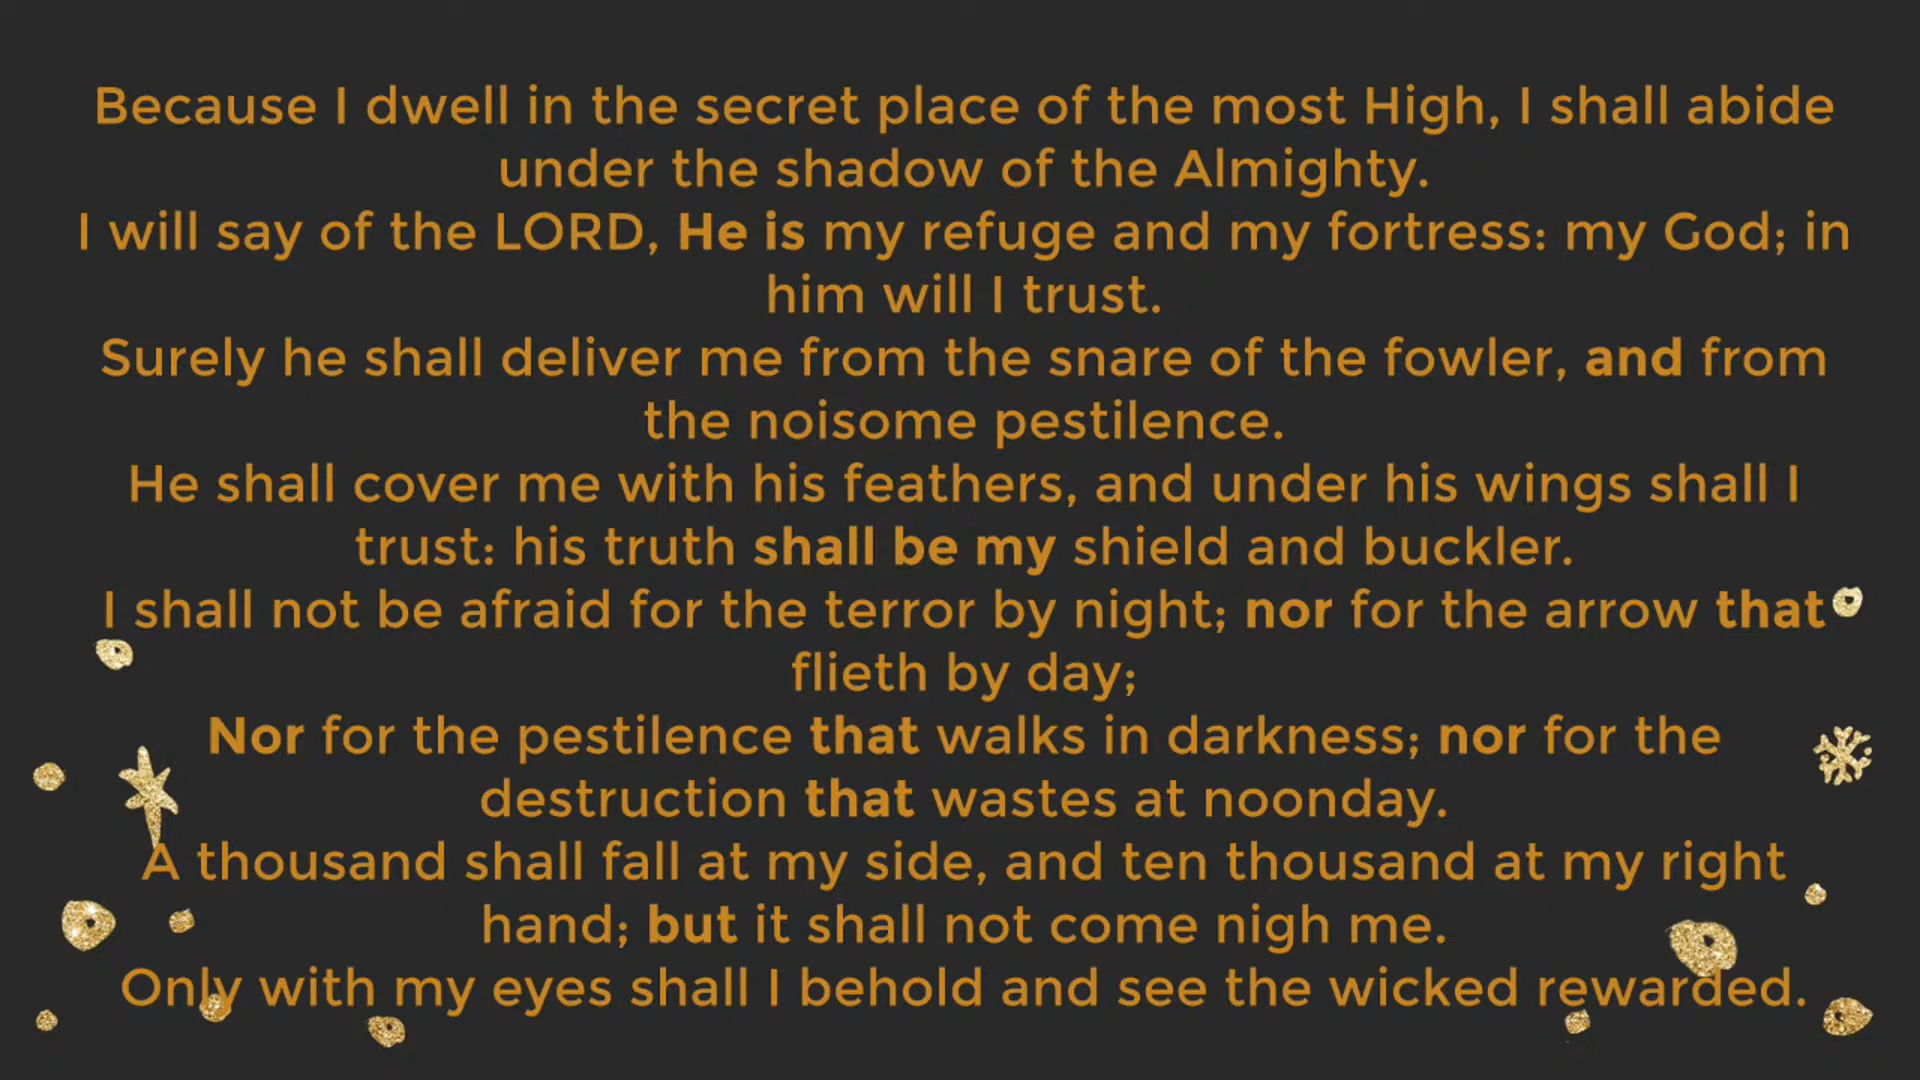 Because I dwell in the secret place of the most High, I shall abide
under the shadow of the Almighty.
I will say of the LORD, He is my refuge and my fortress: my God; in
him will I trust.
Surely he shall deliver me from the snare of the fowler, and from
the noisome pestilence.
He shall cover me with his feathers, and under his wings shall I
trust: his truth shall be my shield and buckler.
I shall not be afraid for the terror by night; nor for the arrow that
flieth by day;
Nor for the pestilence that walks in darkness; nor for the
destruction that wastes at noonday.
A thousand shall fall at my side, and ten thousand at my right
hand; but it shall not come nigh me.
Only with my eyes shall I behold and see the wicked rewarded.